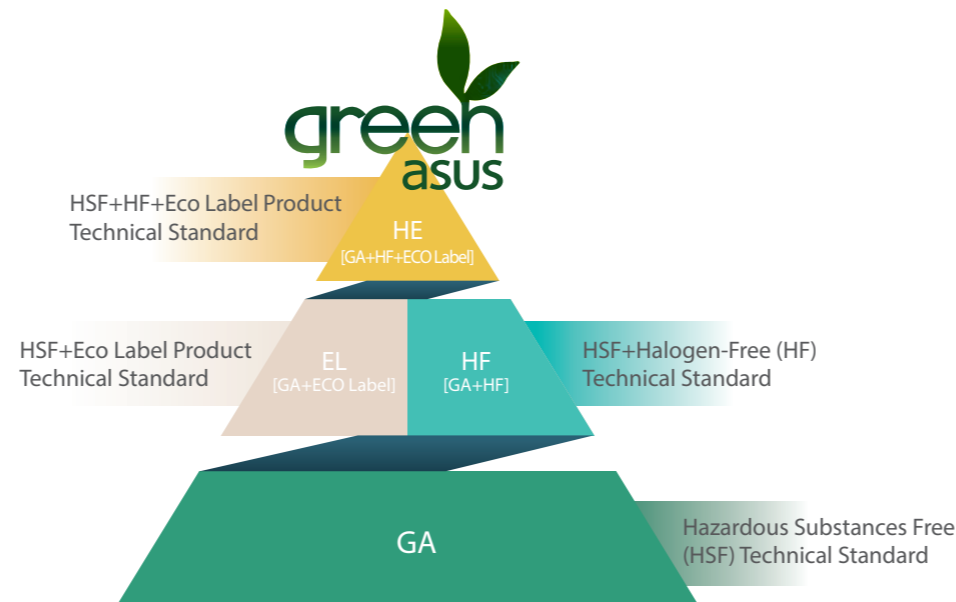 green
asus
HSF+HF+Eco Label Product
Technical Standard
HE
[GA+HF+ECO Label]
HSF+Eco Label Product
Technical Standard
EL
[GA+ECO Label]
HF
[GA+HF]
HSF+Halogen-Free (HF)
Technical Standard
GA
Hazardous Substances Free
(HSF) Technical Standard